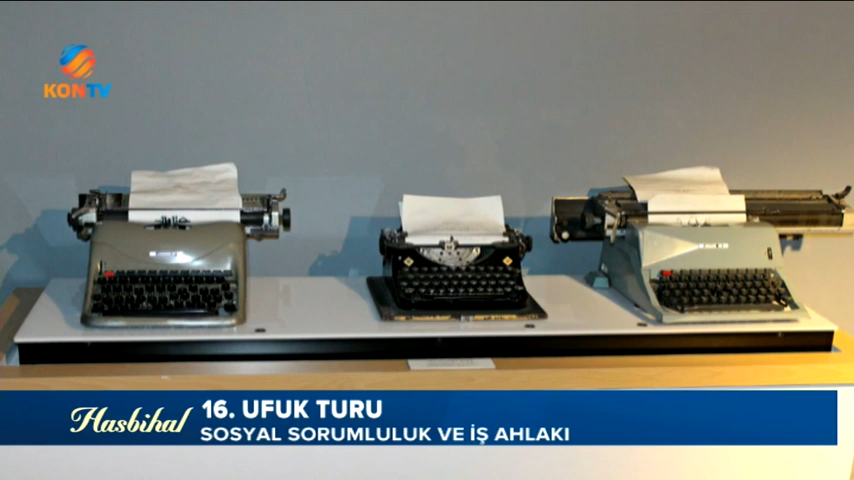 KONTV
Hasbihal
16. UFUK TURU
SOSYAL SORUMLULUK VE İŞ AHLAKI